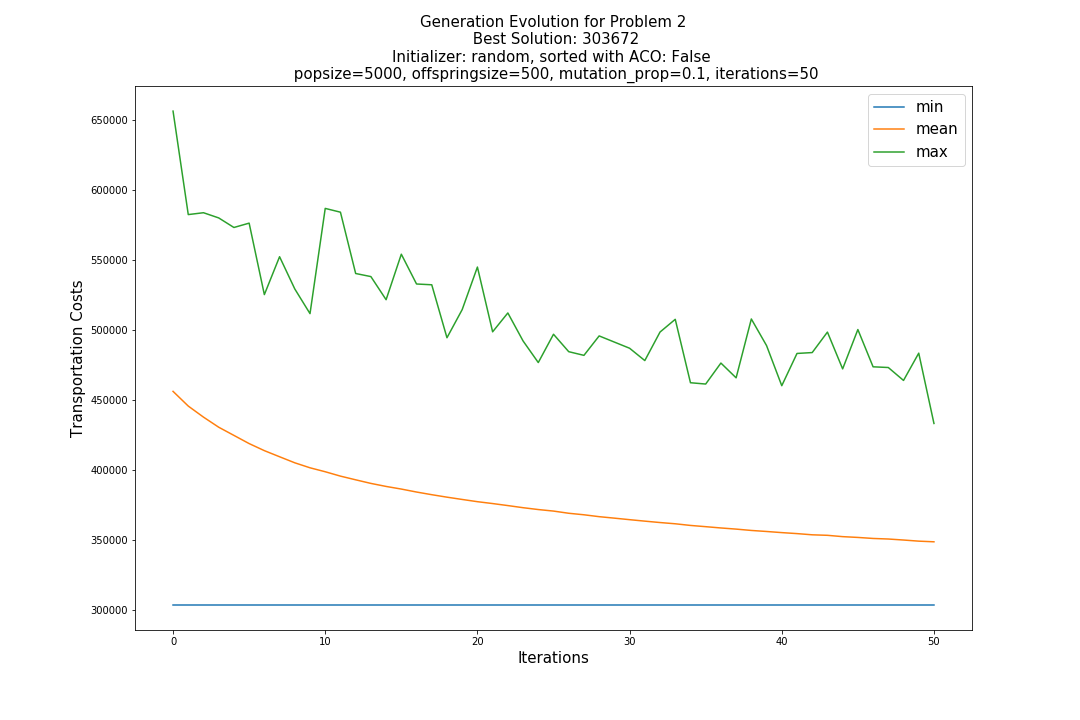 Generation Evolution for Problem 2
Best Solution: 303672
Initializer: random, sorted with ACO: False
popsize=5000, offspringsize=500, mutation_prop=0.1, iterations=50
min
mean
max
650000
600000
550000
500000
450000
400000
350000
300000
Transportation Costs
0
10
20
30
40
50
Iterations